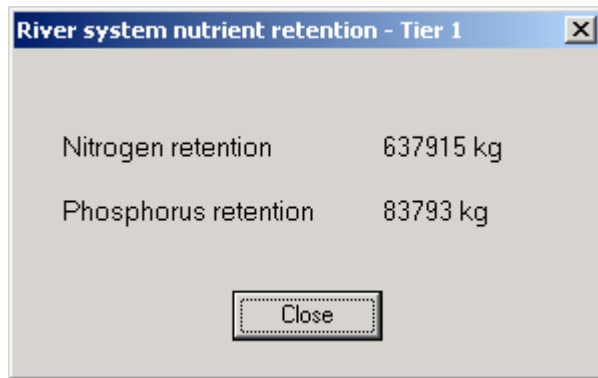 River system nutrient retention - Tier 1
Nitrogen retention 637915 kg
Phosphorus retention 83793 kg
Close